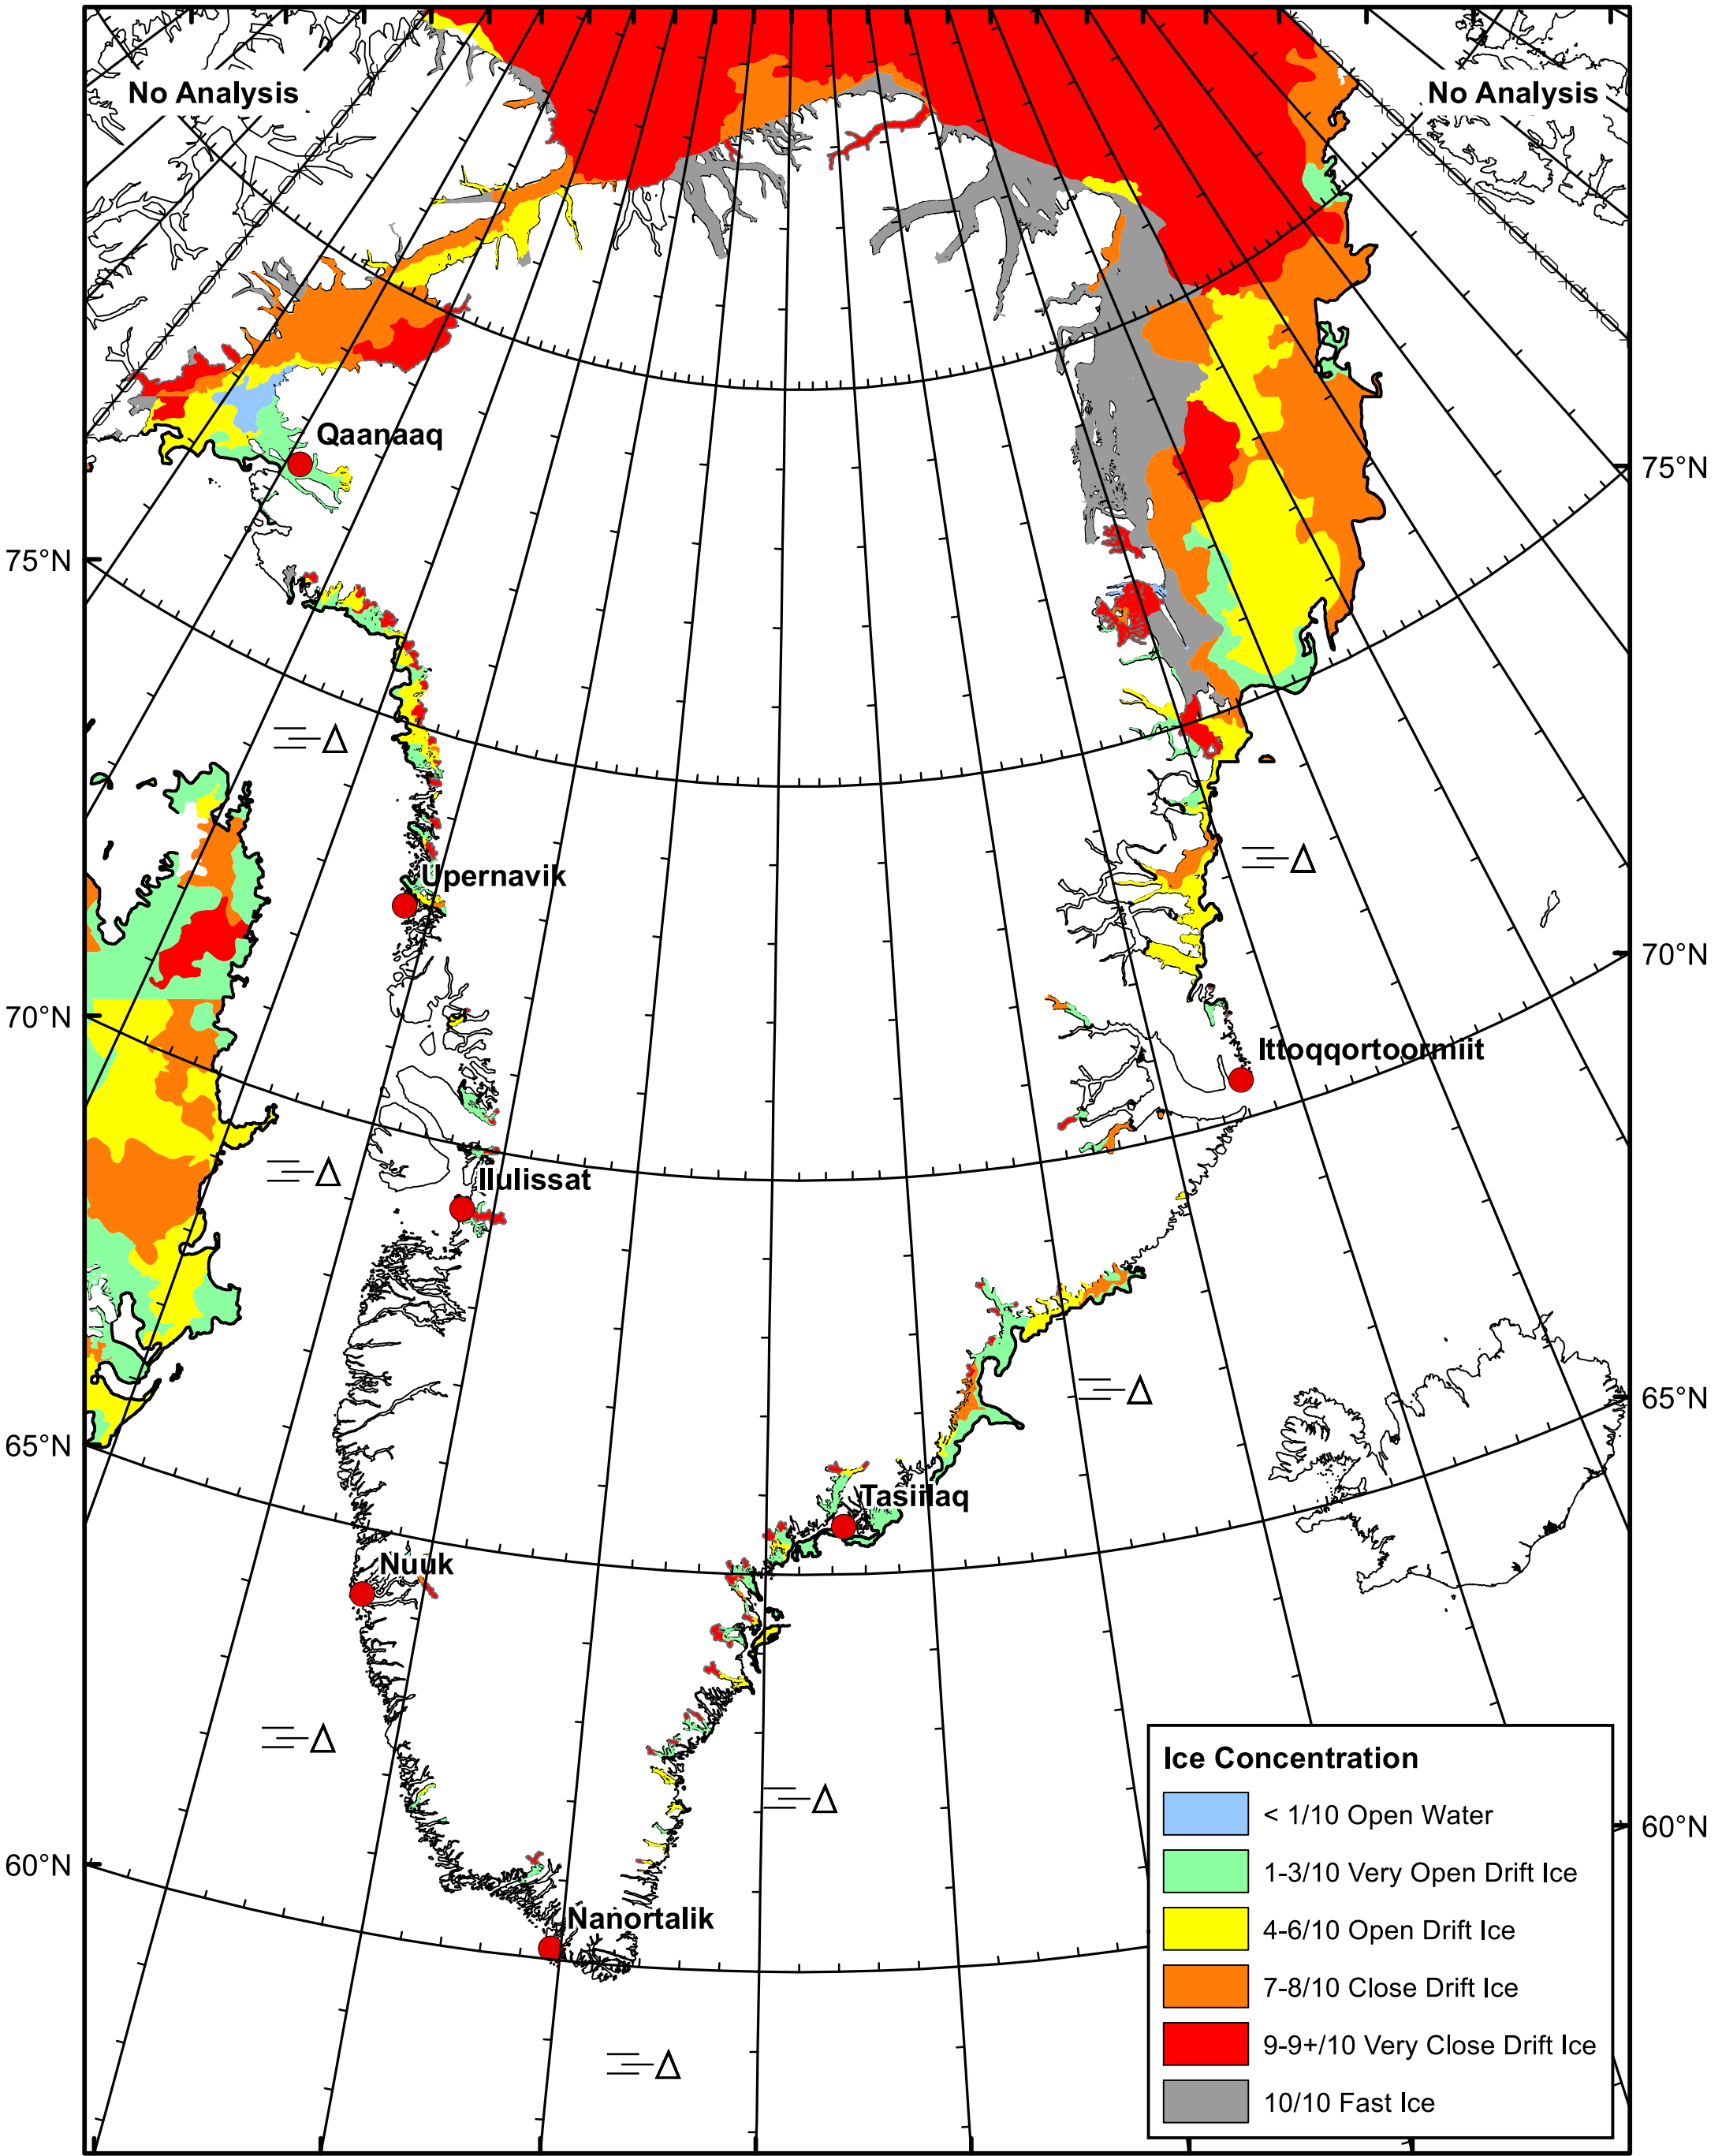 No Analysis
No Analysis
Qaanaaq
75°N
75°N
Upernavik
70°N
70°N
Ittoqqortoormiit
Ilulissat
65°N
65°N
Tasiilaq
Nuuk
60°N
60°N
Nanortalik
Ice Concentration
< 1/10 Open Water
1-3/10 Very Open Drift Ice
4-6/10 Open Drift Ice
7-8/10 Close Drift Ice
9-9+/10 Very Close Drift Ice
10/10 Fast Ice